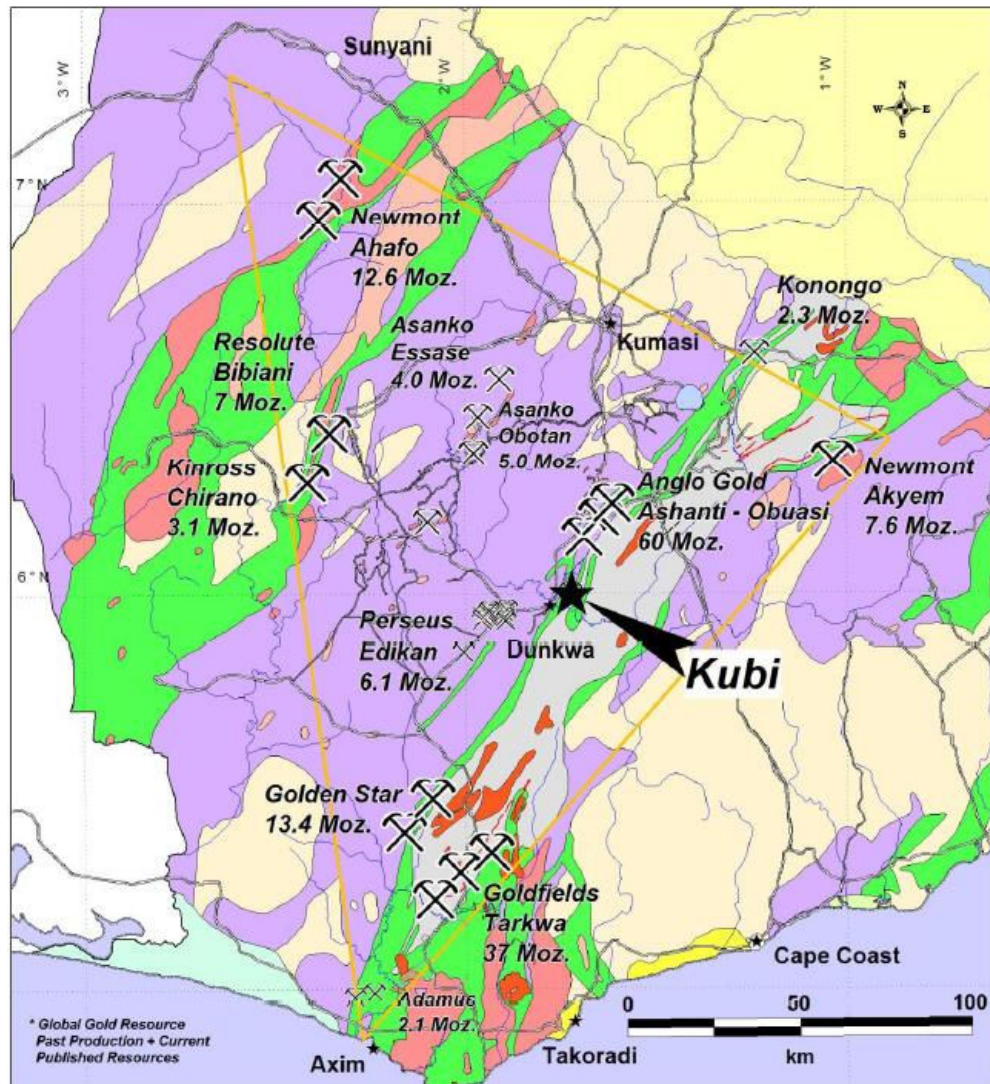 Sunyani
3°W
2°W
1°W
N
W E
S
7°N
Newmont
Ahafo
12.6 Moz.
Konongo
2.3 Moz.
Kumasi
Resolute
Bibiani
7 Moz.
Asanko
Essase
4.0 Moz.
Asanko
Obotan
5.0 Moz.
Kinross
Chirano
3.1 Moz.
Anglo Gold
Ashanti - Obuasi
60 Moz.
Newmont
Akyem
7.6 Moz.
6°N
Perseus
Edikan
6.1 Moz.
Dunkwa
Kubi
Golden Star
13.4 Moz.
Goldfields
Tarkwa
37 Moz.
Cape Coast
Adamus
2.1 Moz.
0 50 100
km
* Global Gold Resource
Past Production + Current
Published Resources
Axim
Takoradi